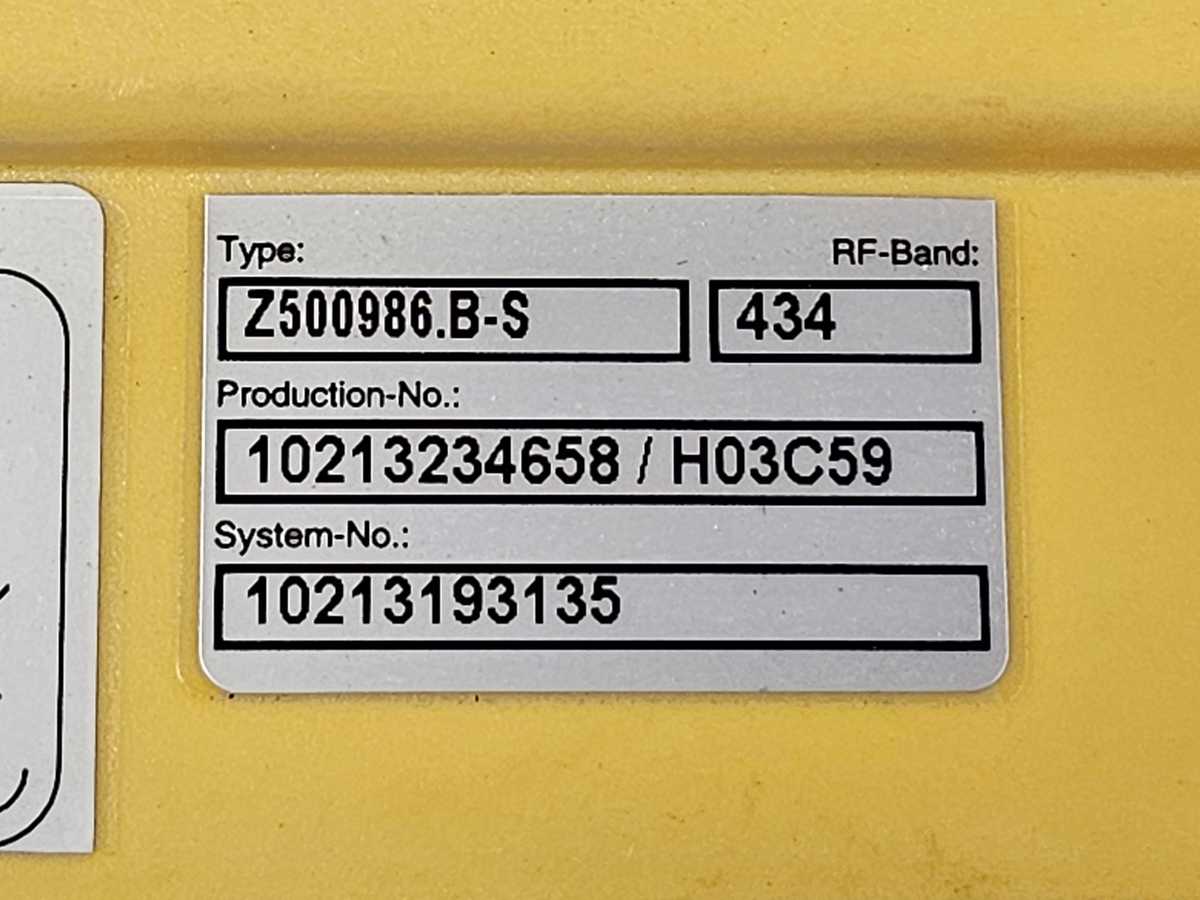 Type: RF-Band:
Z500986.B-S 434
Production-No.:
10213234658 / H03C59
System-No.:
10213193135